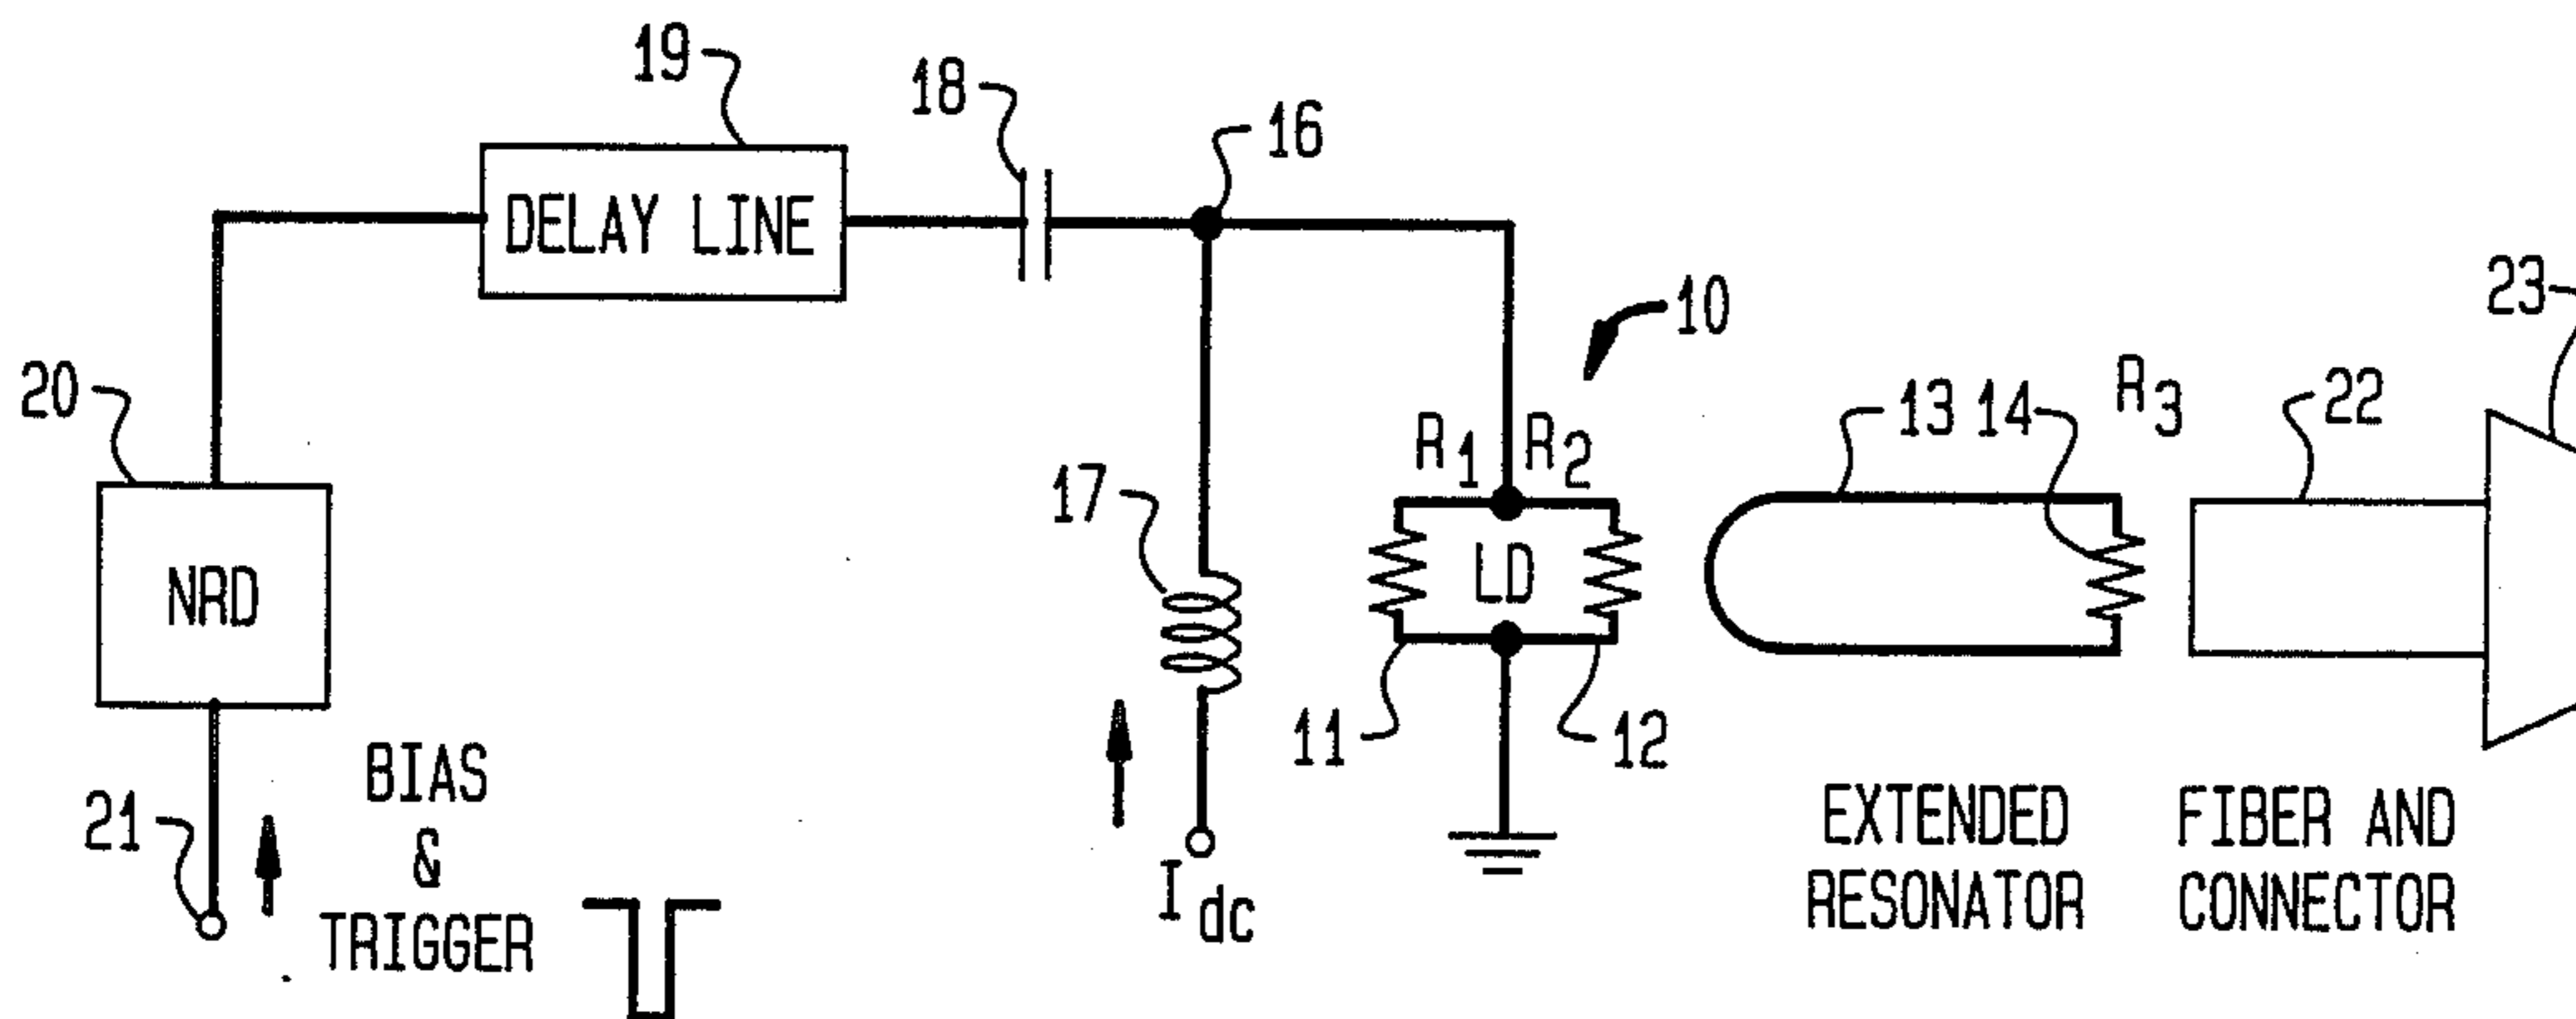 19
18
16
DELAY LINE
10
23
20
R1 R2
13 14
R3
22
17
NRD
LD
11
12
21
BIAS
&
TRIGGER
Idc
EXTENDED
RESONATOR
FIBER AND
CONNECTOR